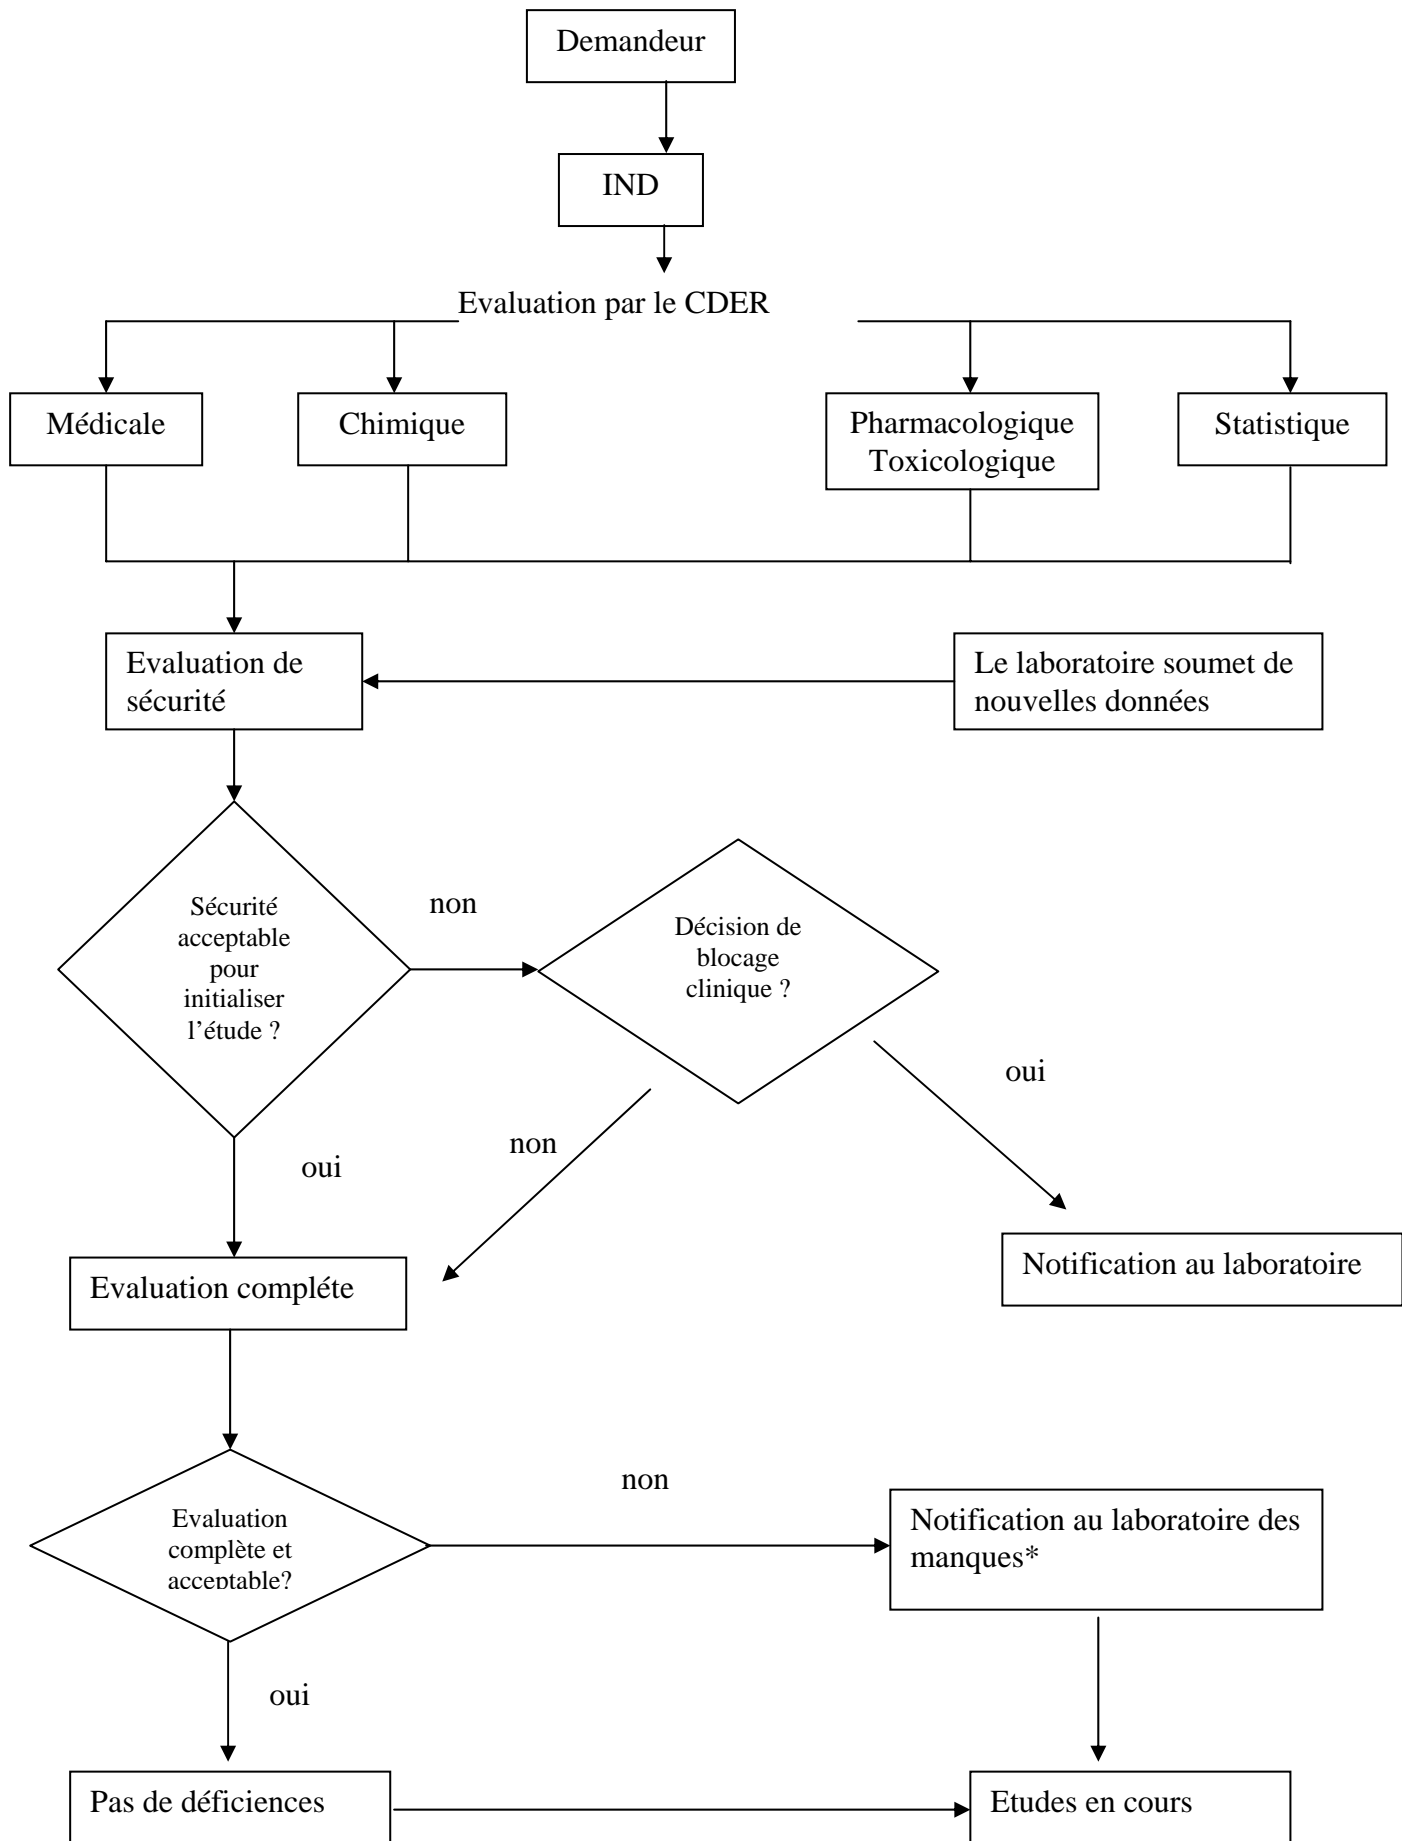 Demandeur
IND
Evaluation par le CDER
Médicale
Chimique
Pharmacologique
Toxicologique
Statistique
Evaluation de
sécurité
Le laboratoire soumet de
nouvelles données
Sécurité
acceptable
pour
initialiser
l’étude ?
non
Décision de
blocage
clinique ?
oui
non
oui
Notification au laboratoire
Evaluation compléte
non
Evaluation
complète et
acceptable?
Notification au laboratoire des
manques*
oui
Pas de déficiences
Etudes en cours